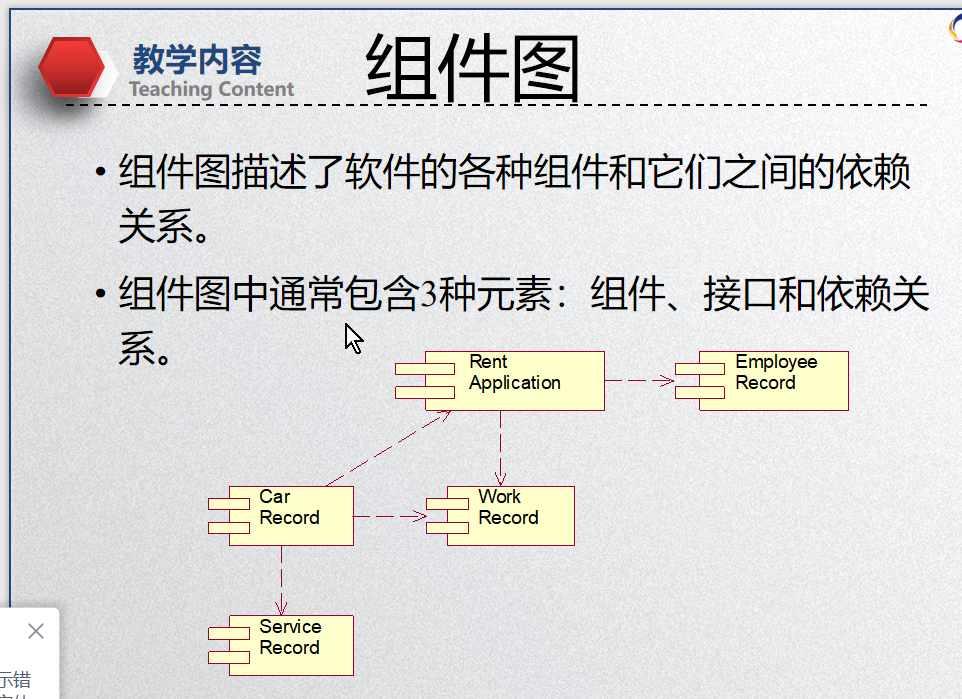 教学内容
Teaching Content
组件图
• 组件图描述了软件的各种组件和它们之间的依赖
关系。
• 组件图中通常包含3种元素：组件、接口和依赖关
系。
Rent
Application
Employee
Record
Car
Record
Work
Record
Service
Record
示错